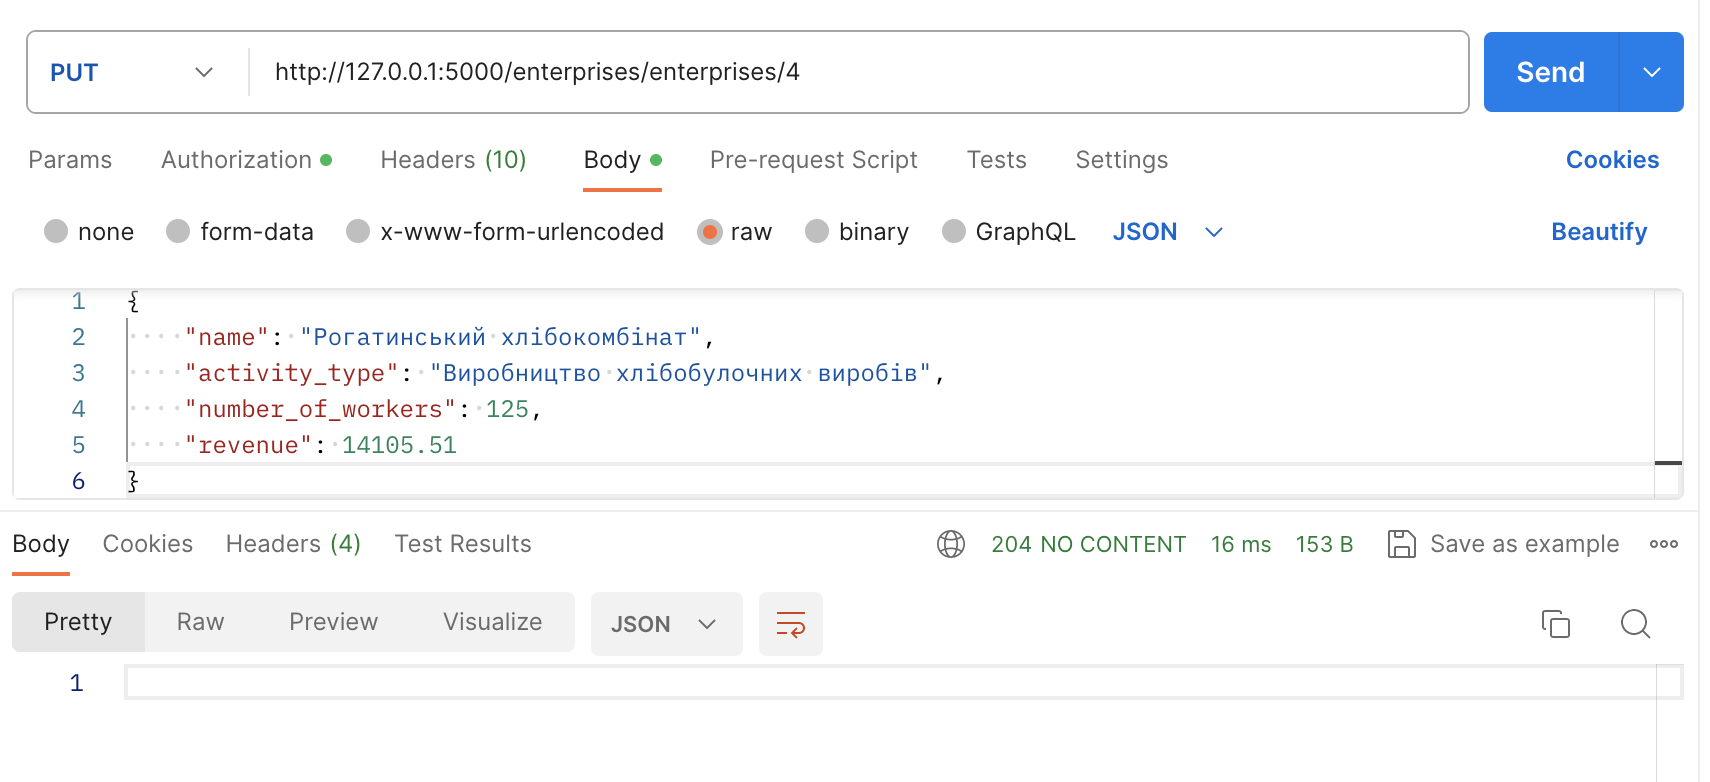 PUT http://127.0.0.1:5000/enterprises/enterprises/4 Send
Params Authorization Headers (10) Body Pre-request Script Tests Settings Cookies
none form-data x-www-form-urlencoded raw binary GraphQL JSON Beautify
1 {
2 "name": "Рогатинський хлібокомбінат",
3 "activity_type": "Виробництво хлібобулочних виробів",
4 "number_of_workers": 125,
5 "revenue": 14105.51
6 }
Body Cookies Headers (4) Test Results 204 NO CONTENT 16 ms 153 B Save as example
Pretty Raw Preview Visualize JSON
1